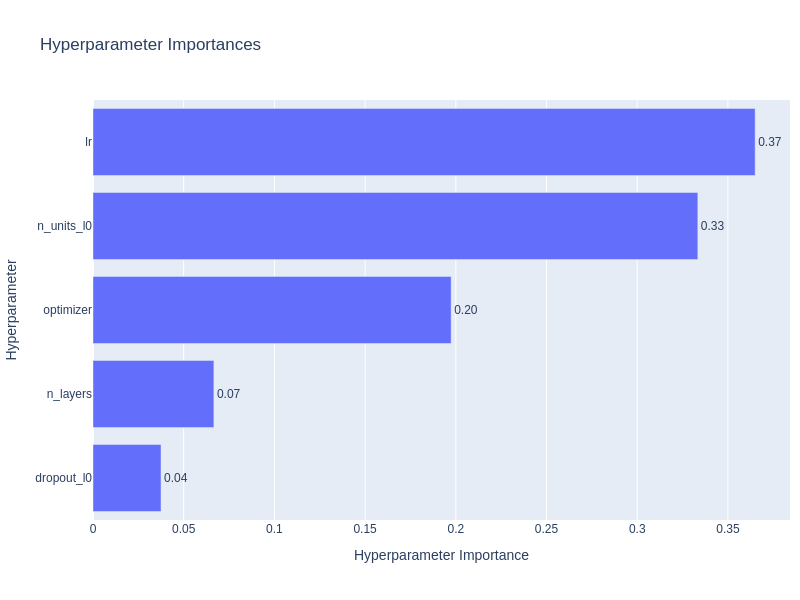 Hyperparameter Importances
lr
0.37
n_units_l0
0.33
optimizer
0.20
n_layers
0.07
dropout_l0
0.04
0
0.05
0.1
0.15
0.2
0.25
0.3
0.35
Hyperparameter Importance
Hyperparameter